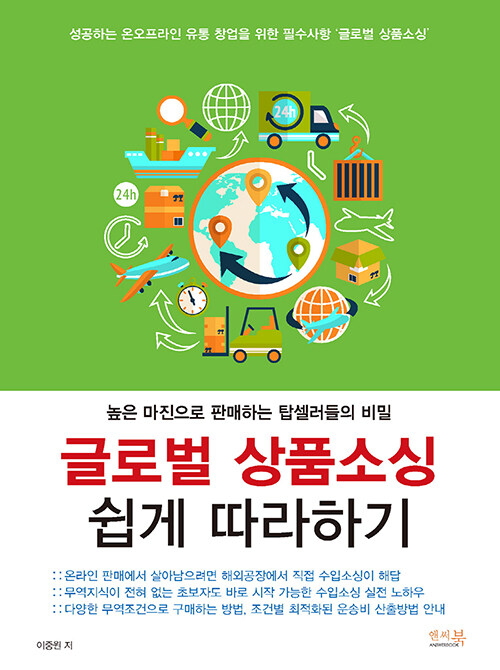 성공하는 온오프라인 유통 창업을 위한 필수사항 '글로벌 상품소싱'
24h
24h
높은 마진으로 판매하는 탑셀러들의 비밀
글로벌 상품소싱
쉽게 따라하기
::온라인 판매에서 살아남으려면 해외공장에서 직접 수입소싱이 해답
::무역지식이 전혀 없는 초보자도 바로 시작 가능한 수입소싱 실전 노하우
::다양한 무역조건으로 구매하는 방법, 조건별 최적화된 운송비 산출방법 안내
이중원 저
앤써북
ANSWERBOOK